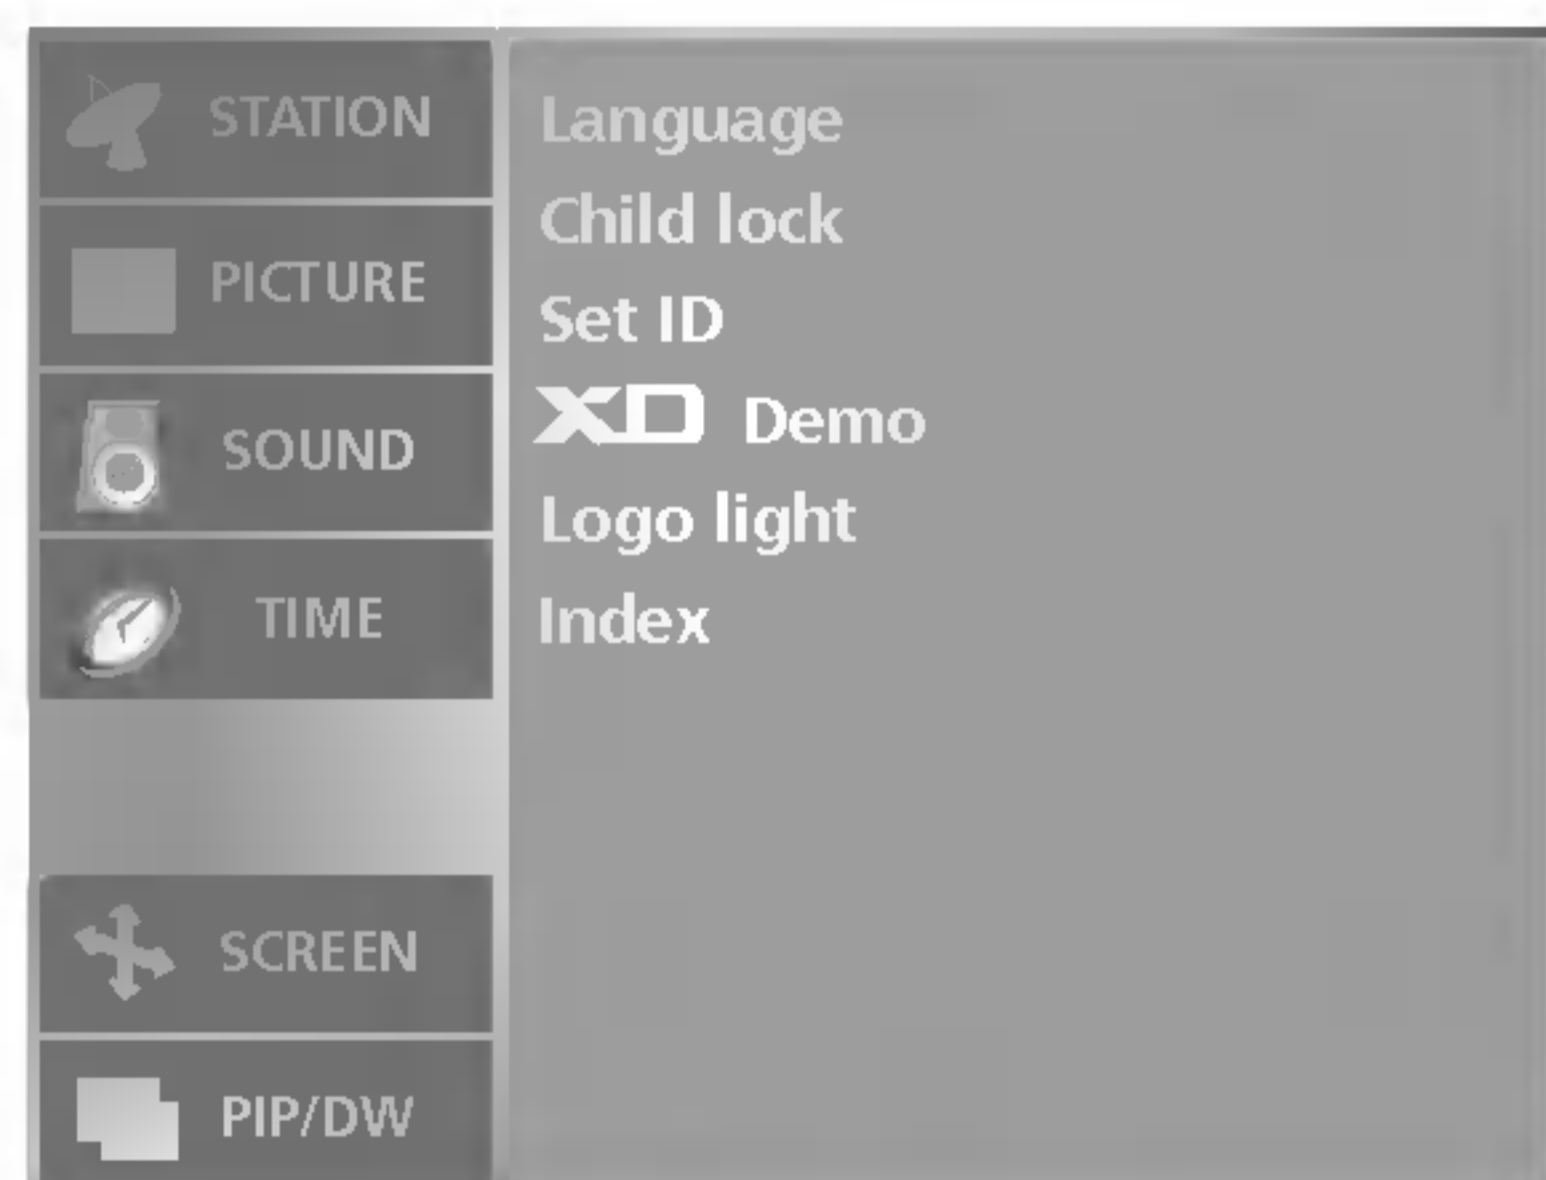 STATION
PICTURE
SOUND
TIME
SCREEN
PIP/DW
Language
Child lock
Set ID
XD Demo
Logo light
Index